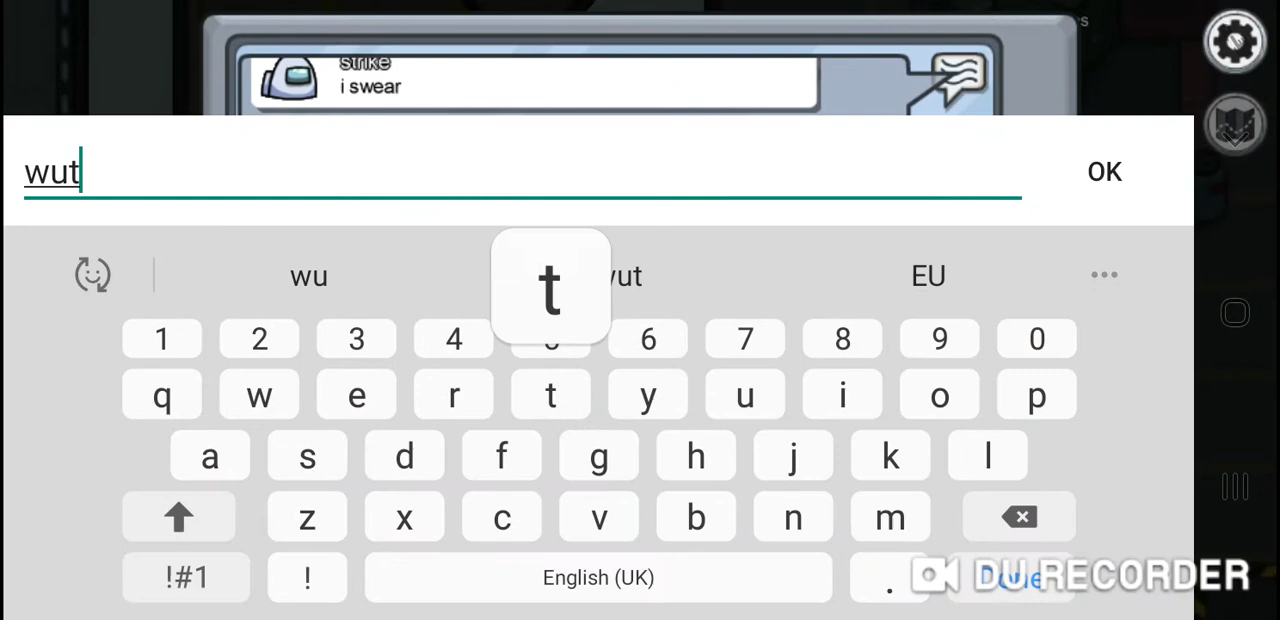 s
strike
i swear
wut
OK
wu
t
EU
1 2 3 4 6 7 8 9 0
q w e r t y u i o p
a s d f g h j k l
z x c v b n m
!#1 ! English (UK) . Done
DU RECORDER